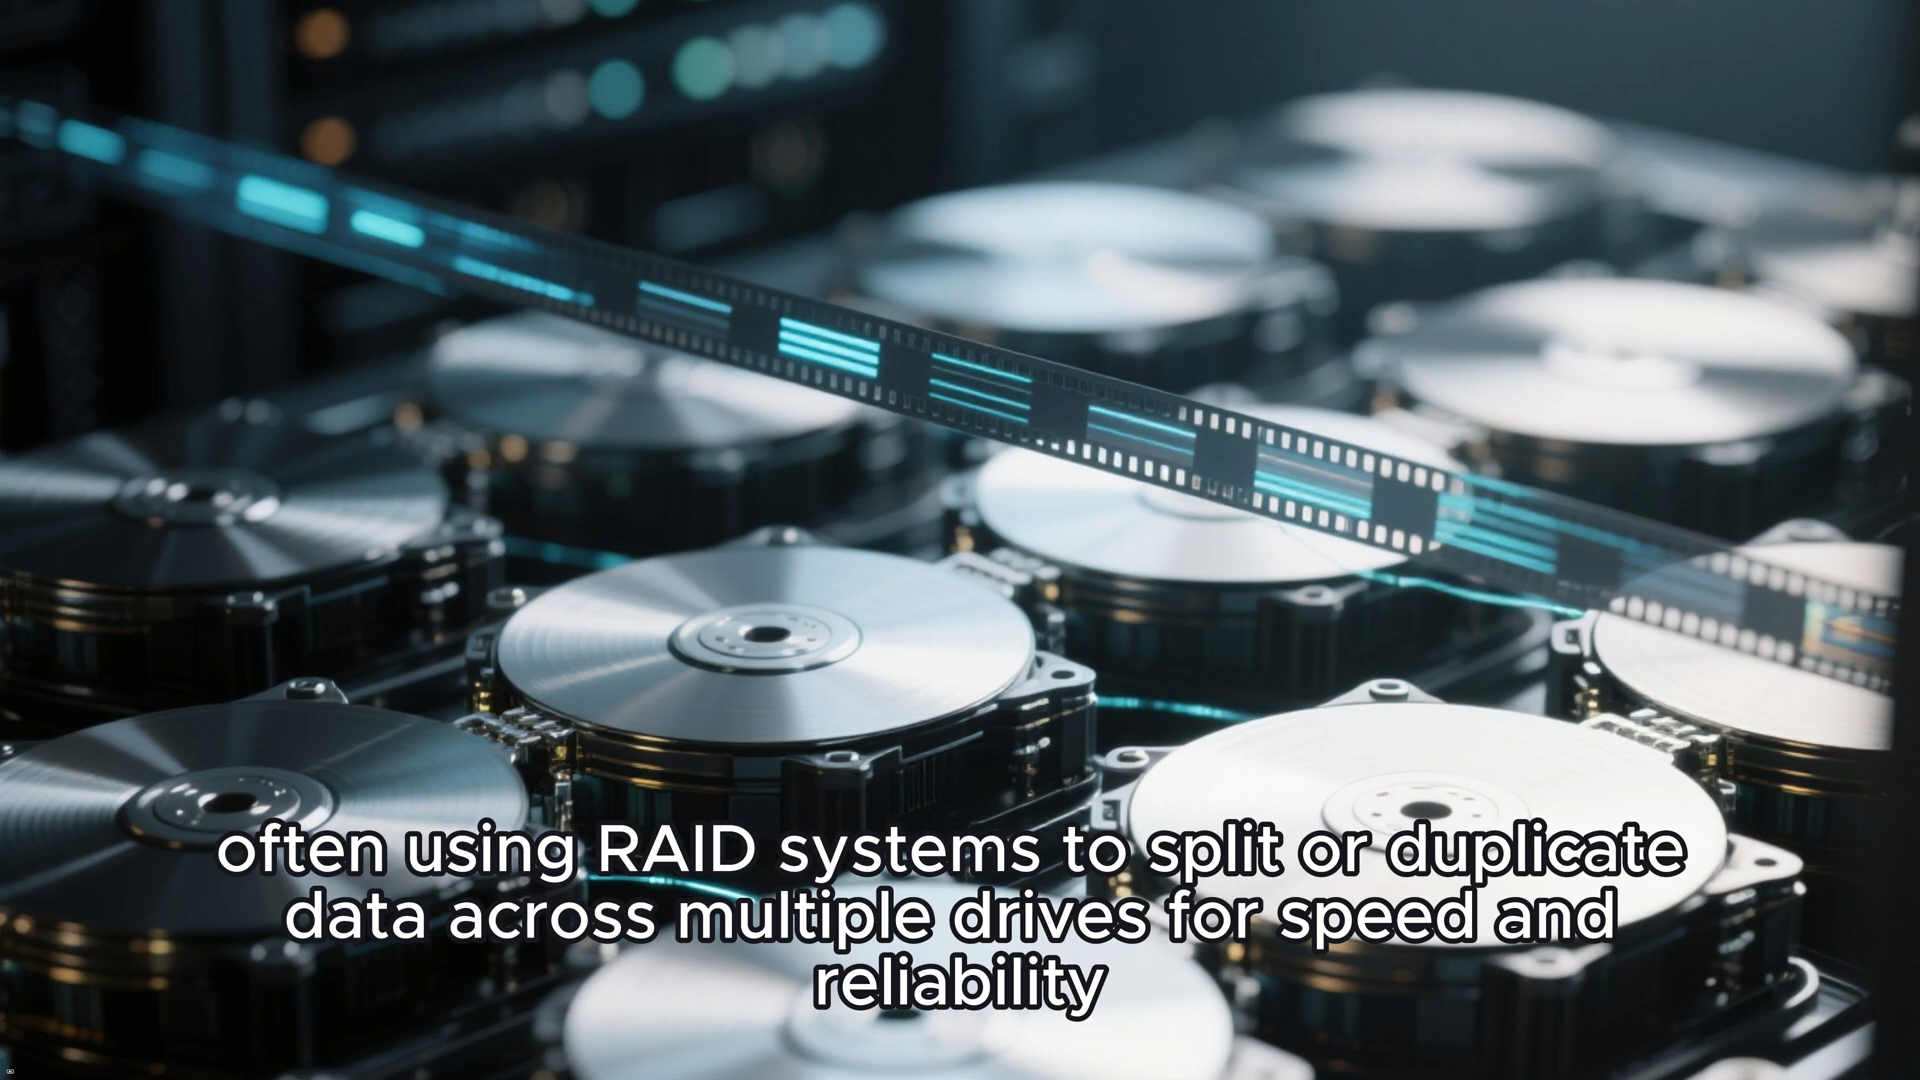 often using RAID systems to split or duplicate
data across multiple drives for speed and
reliability